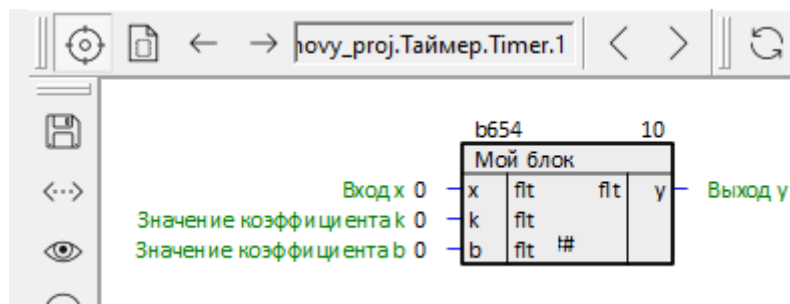 novy_proj.Таймер.Timer.1
b654 10
Мой блок
Вход x 0 x flt flt y Выход y
Значение коэффициента k 0 k flt
Значение коэффициента b 0 b flt